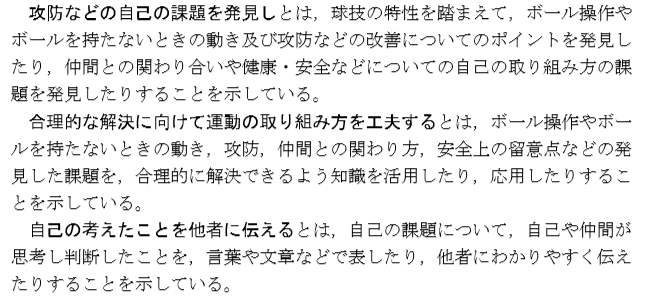 攻防などの自己の課題を発見しとは，球技の特性を踏まえて，ボール操作や
ボールを持たないときの動き及び攻防などの改善についてのポイントを発見し
たり，仲間との関わり合いや健康・安全などについての自己の取り組み方の課
題を発見したりすることを示している。
合理的な解決に向けて運動の取り組み方を工夫するとは，ボール操作やボー
ルを持たないときの動き，攻防，仲間との関わり方，安全上の留意点などの発
見した課題を，合理的に解決できるよう知識を活用したり，応用したりするこ
とを示している。
自己の考えたことを他者に伝えるとは，自己の課題について，自己や仲間が
思考し判断したことを，言葉や文章などで表したり，他者にわかりやすく伝え
たりすることを示している。